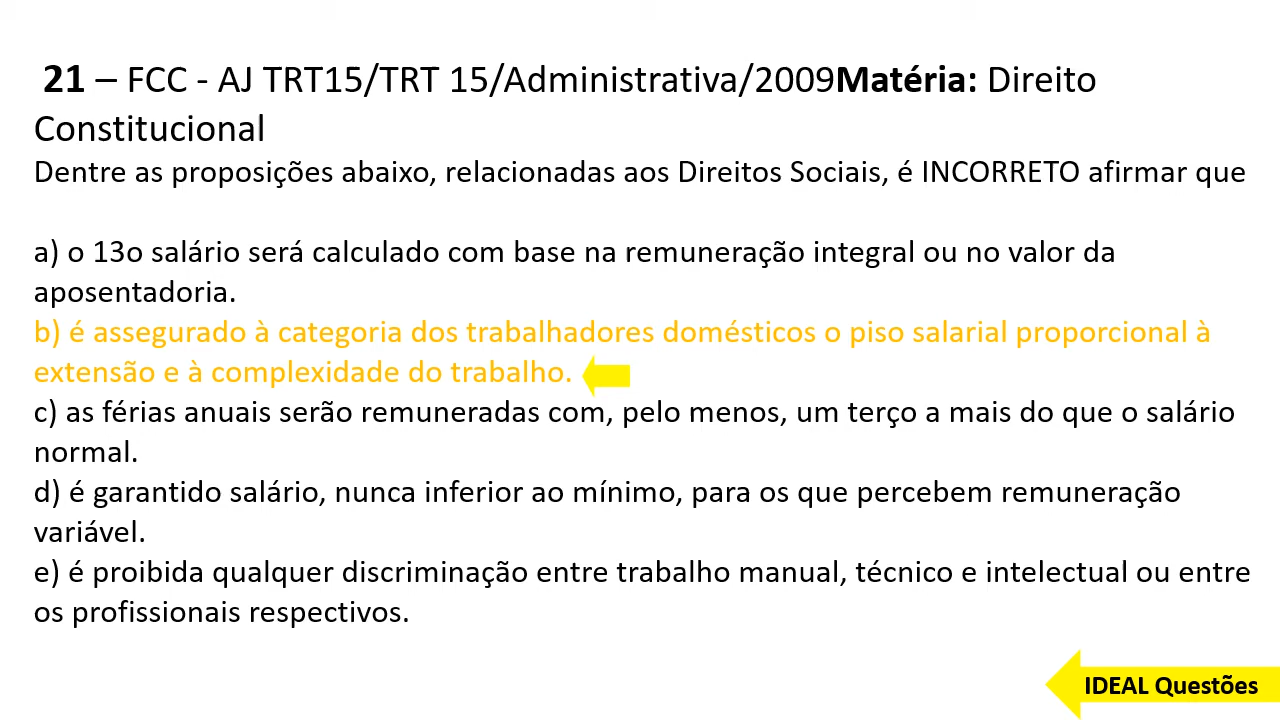 21 – FCC - AJ TRT15/TRT 15/Administrativa/2009Matéria: Direito
Constitucional
Dentre as proposições abaixo, relacionadas aos Direitos Sociais, é INCORRETO afirmar que
a) o 13o salário será calculado com base na remuneração integral ou no valor da
aposentadoria.
b) é assegurado à categoria dos trabalhadores domésticos o piso salarial proporcional à
extensão e à complexidade do trabalho.
c) as férias anuais serão remuneradas com, pelo menos, um terço a mais do que o salário
normal.
d) é garantido salário, nunca inferior ao mínimo, para os que percebem remuneração
variável.
e) é proibida qualquer discriminação entre trabalho manual, técnico e intelectual ou entre
os profissionais respectivos.
IDEAL Questões